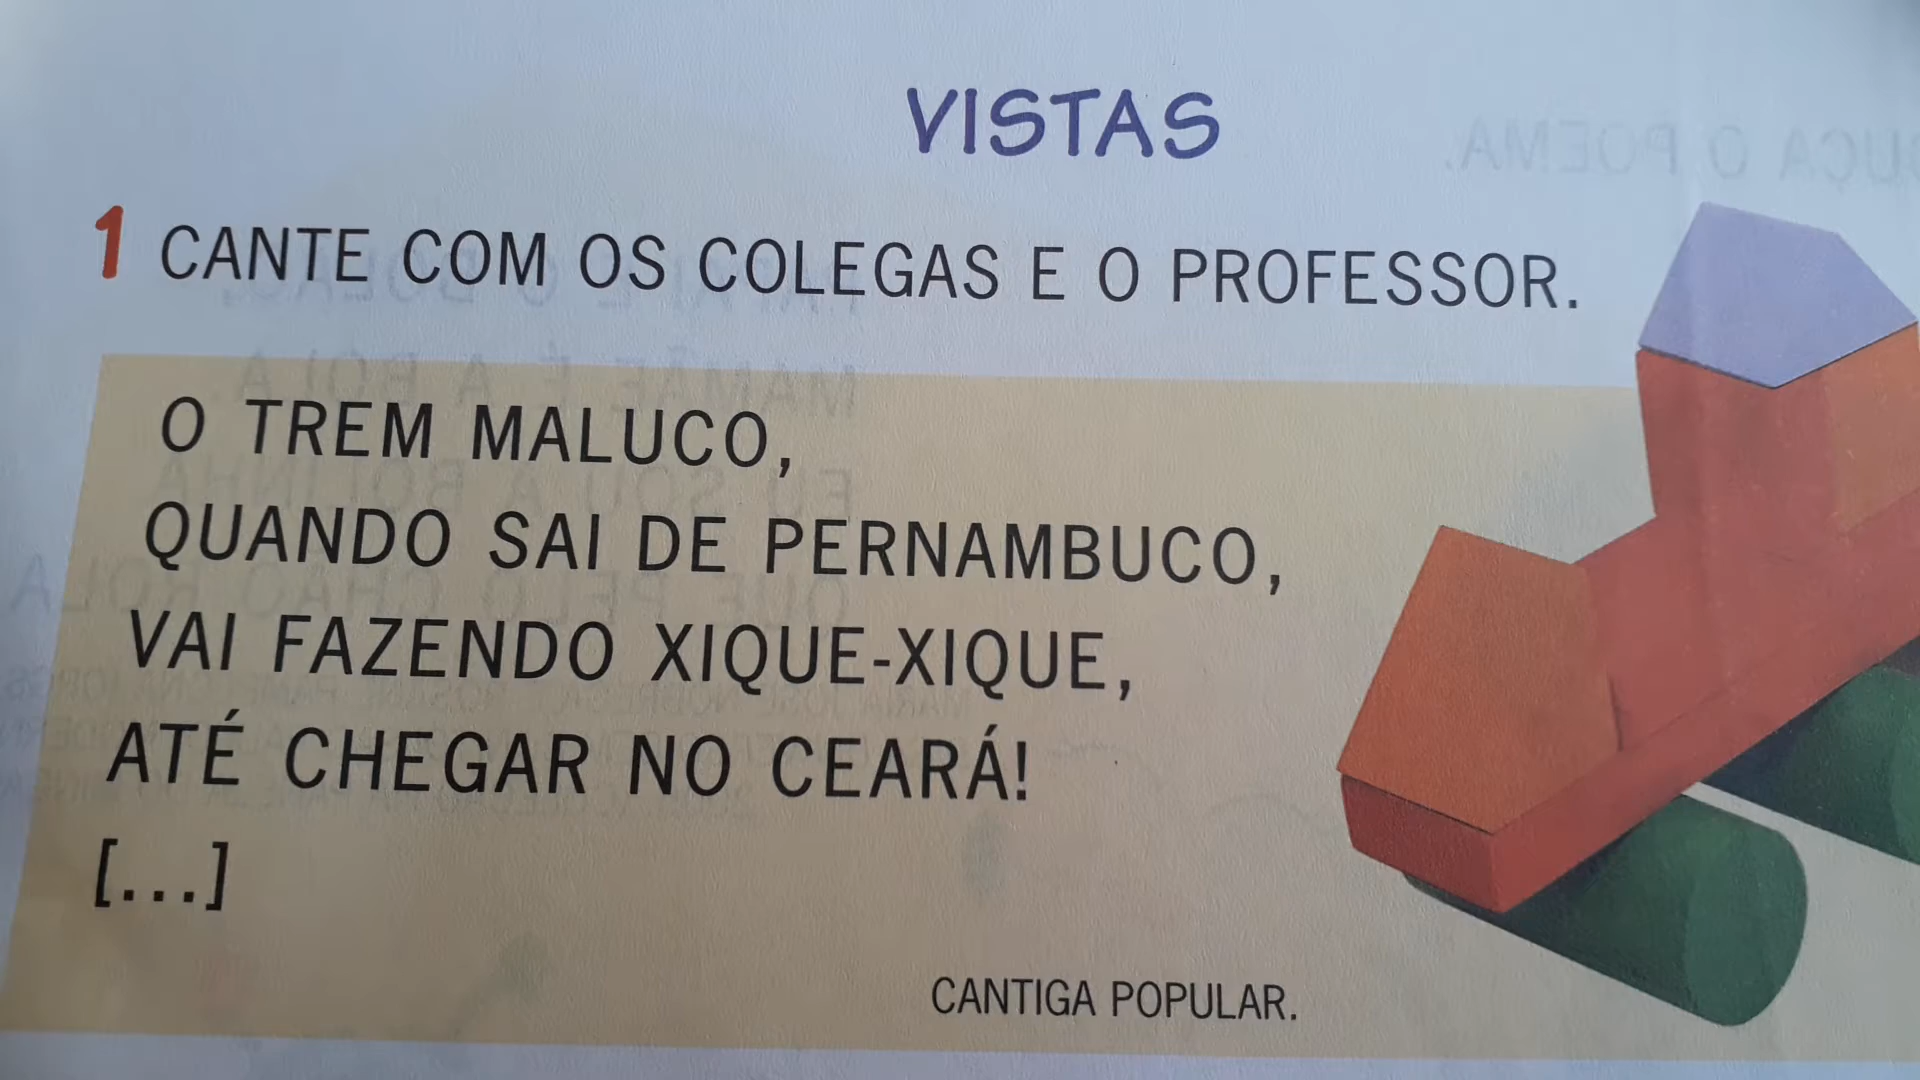 VISTAS
1 CANTE COM OS COLEGAS E O PROFESSOR.
O TREM MALUCO,
QUANDO SAI DE PERNAMBUCO,
VAI FAZENDO XIQUE-XIQUE,
ATÉ CHEGAR NO CEARÁ!
[...]
CANTIGA POPULAR.